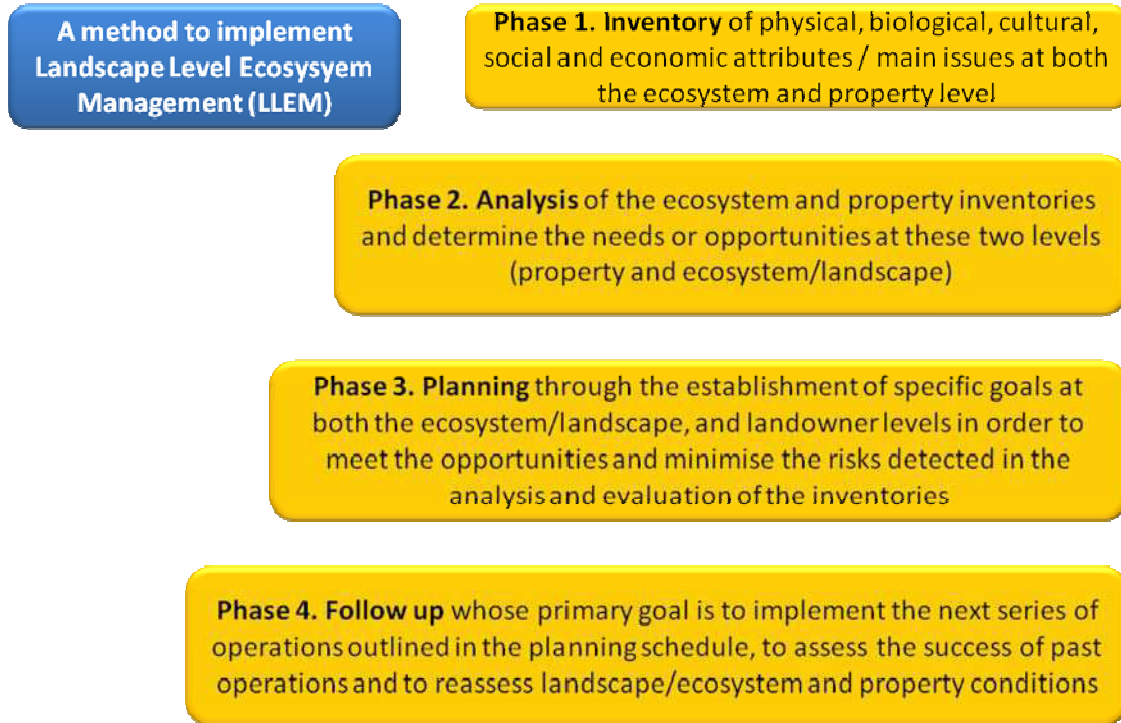 A method to implement
Landscape Level Ecosysyem
Management (LLEM)
Phase 1. Inventory of physical, biological, cultural,
social and economic attributes / main issues at both
the ecosystem and property level
Phase 2. Analysis of the ecosystem and property inventories
and determine the needs or opportunities at these two levels
(property and ecosystem/landscape)
Phase 3. Planning through the establishment of specific goals at
both the ecosystem/landscape, and landowner levels in order to
meet the opportunities and minimise the risks detected in the
analysis and evaluation of the inventories
Phase 4. Follow up whose primary goal is to implement the next series of
operations outlined in the planning schedule, to assess the success of past
operations and to reassess landscape/ecosystem and property conditions